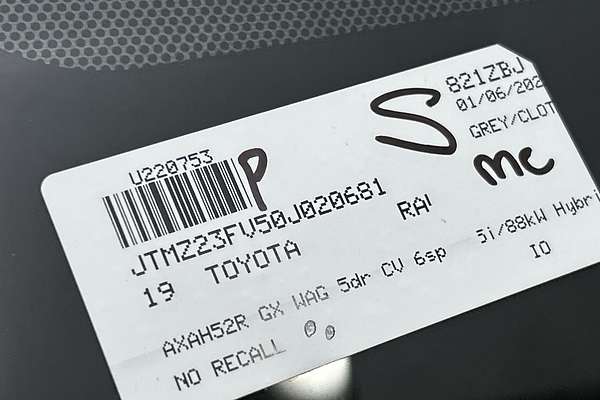 U220753 P S 821ZBJ
01/06/202
GREY/CLOT
JTMZ23FV50J020681 mc
19 TOYOTA RA
AXAH52R GX WAG 5dr CV 6sp 5i/88kW Hybri
NO RECALL IO